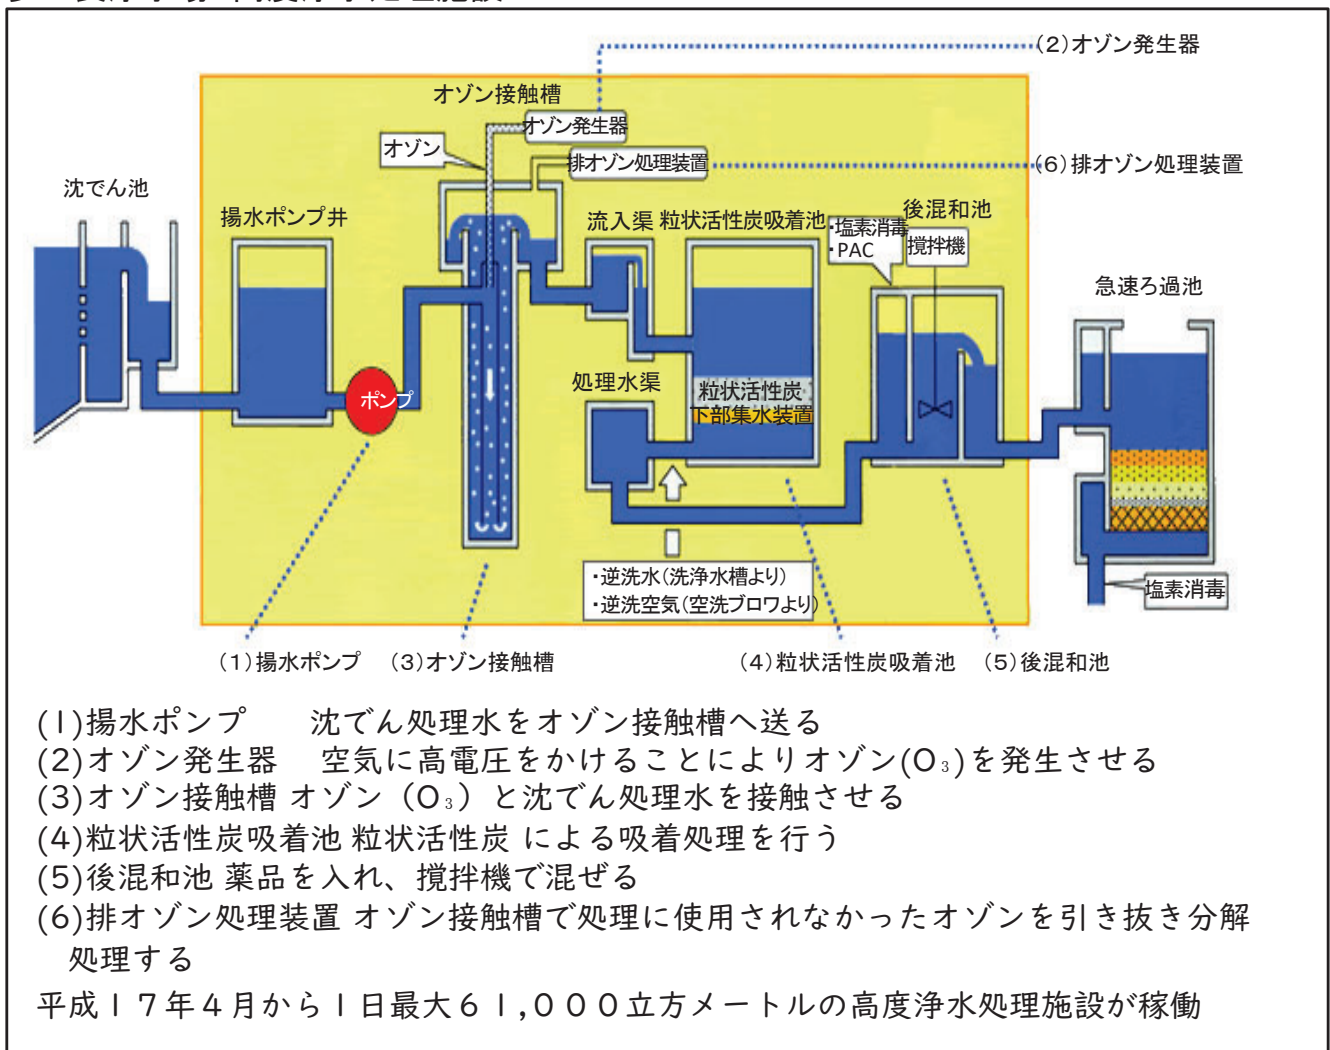 (2)オゾン発生器
オゾン接触槽
オゾン発生器
オゾン
排オゾン処理装置
(6)排オゾン処理装置
沈でん池
揚水ポンプ井
流入渠 粒状活性炭吸着池
後混和池
・塩素消毒
・PAC
攪拌機
急速ろ過池
処理水渠
粒状活性炭
下部集水装置
ポンプ
・逆洗水(洗浄水槽より)
・逆洗空気(空洗ブロワより)
塩素消毒
(1)揚水ポンプ (3)オゾン接触槽 (4)粒状活性炭吸着池 (5)後混和池
(1)揚水ポンプ 沈でん処理水をオゾン接触槽へ送る
(2)オゾン発生器 空気に高電圧をかけることによりオゾン(O₃)を発生させる
(3)オゾン接触槽 オゾン(O₃)と沈でん処理水を接触させる
(4)粒状活性炭吸着池 粒状活性炭 による吸着処理を行う
(5)後混和池 薬品を入れ、攪拌機で混ぜる
(6)排オゾン処理装置 オゾン接触槽で処理に使用されなかったオゾンを引き抜き分解
処理する
平成17年4月から1日最大61,000立方メートルの高度浄水処理施設が稼働